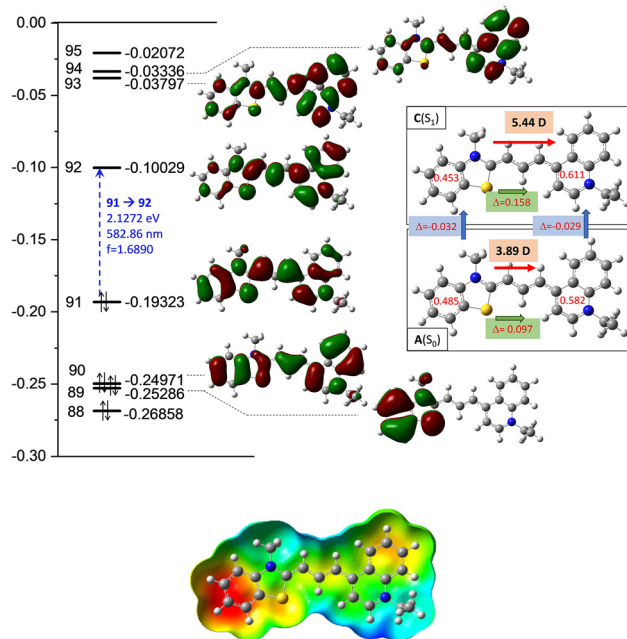 0.00
-0.05
-0.10
-0.15
-0.20
-0.25
-0.30
95 -0.02072
94 -0.03336
93 -0.03797
92 -0.10029
91 → 92
2.1272 eV
582.86 nm
f=1.6890
91 -0.19323
90 -0.24971
89 -0.25286
88 -0.26858
C(S₁)
5.44 D
0.453
0.611
Δ=0.158
Δ=-0.032
Δ=-0.029
3.89 D
0.485
0.582
A(S₀)
Δ= 0.097